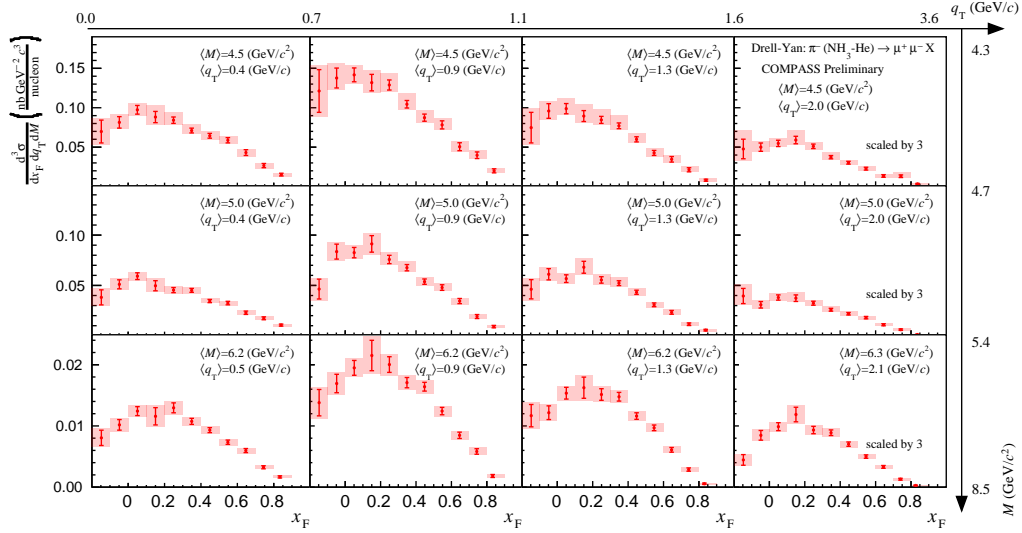 0.0 0.7 1.1 1.6 3.6 q_T (GeV/c)
d³σ / dx_F dq_T dM (nb GeV⁻² c³ / nucleon)
0.15
0.10
0.05
⟨M⟩=4.5 (GeV/c²)
⟨q_T⟩=0.4 (GeV/c)
⟨M⟩=4.5 (GeV/c²)
⟨q_T⟩=0.9 (GeV/c)
⟨M⟩=4.5 (GeV/c²)
⟨q_T⟩=1.3 (GeV/c)
Drell-Yan: π⁻ (NH₃-He) → μ⁺ μ⁻ X
COMPASS Preliminary
⟨M⟩=4.5 (GeV/c²)
⟨q_T⟩=2.0 (GeV/c)
scaled by 3
4.3
4.7
0.10
0.05
⟨M⟩=5.0 (GeV/c²)
⟨q_T⟩=0.4 (GeV/c)
⟨M⟩=5.0 (GeV/c²)
⟨q_T⟩=0.9 (GeV/c)
⟨M⟩=5.0 (GeV/c²)
⟨q_T⟩=1.3 (GeV/c)
⟨M⟩=5.0 (GeV/c²)
⟨q_T⟩=2.0 (GeV/c)
scaled by 3
5.4
0.02
0.01
0.00
⟨M⟩=6.2 (GeV/c²)
⟨q_T⟩=0.5 (GeV/c)
⟨M⟩=6.2 (GeV/c²)
⟨q_T⟩=0.9 (GeV/c)
⟨M⟩=6.2 (GeV/c²)
⟨q_T⟩=1.3 (GeV/c)
⟨M⟩=6.3 (GeV/c²)
⟨q_T⟩=2.1 (GeV/c)
scaled by 3
8.5
M (GeV/c²)
0 0.2 0.4 0.6 0.8
0 0.2 0.4 0.6 0.8
0 0.2 0.4 0.6 0.8
0 0.2 0.4 0.6 0.8
x_F
x_F
x_F
x_F